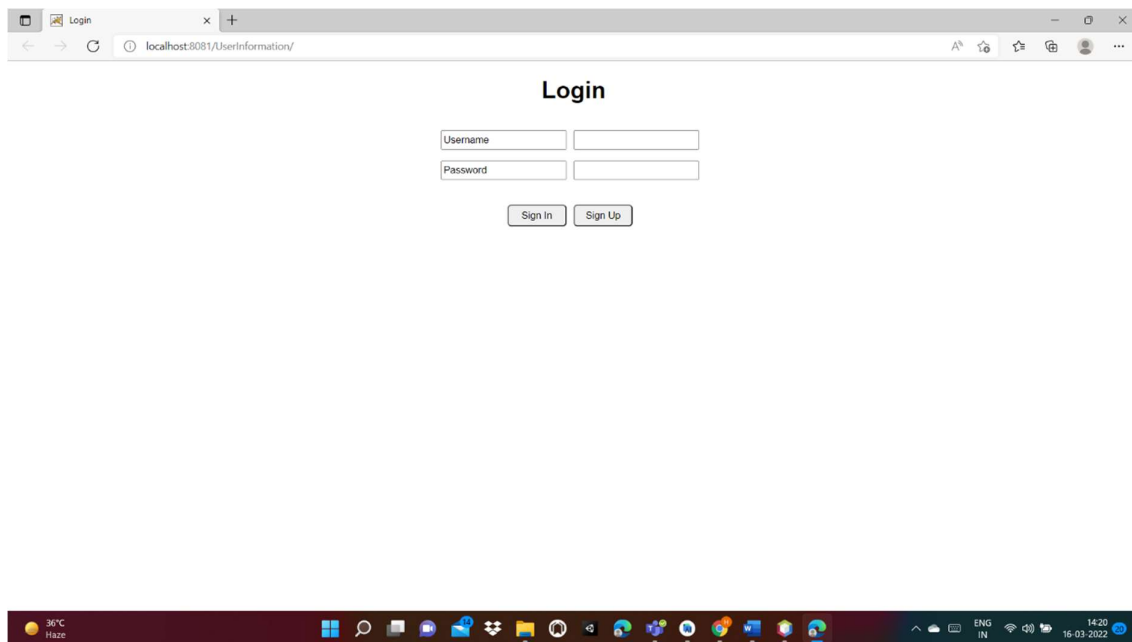 Login
localhost:8081/UserInformation/
Login
Username
Password
Sign In Sign Up
36°C
Haze
ENG
IN
14:20
16-03-2022